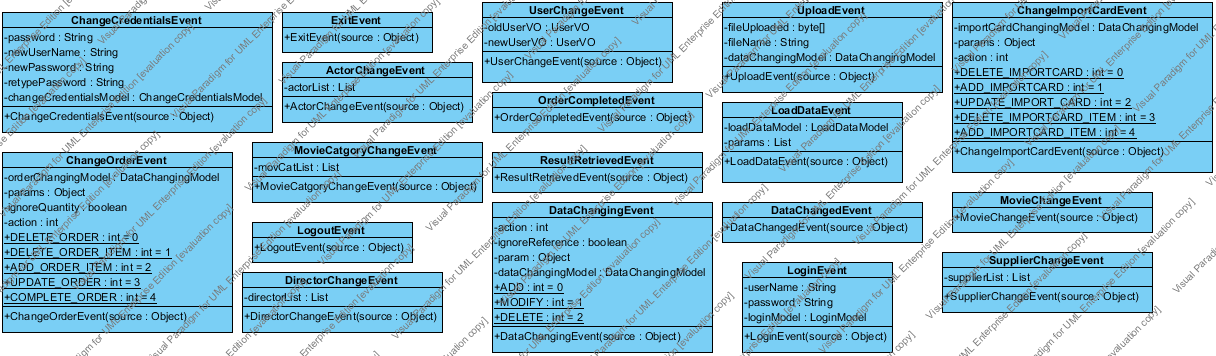 ChangeCredentialsEvent
-password : String
-newUserName : String
-newPassword : String
-retypePassword : String
-changeCredentialsModel : ChangeCredentialsModel
+ChangeCredentialsEvent(source : Object)
ExitEvent
+ExitEvent(source : Object)
ActorChangeEvent
-actorList : List
+ActorChangeEvent(source : Object)
UserChangeEvent
-oldUserVO : UserVO
-newUserVO : UserVO
+UserChangeEvent(source : Object)
OrderCompletedEvent
+OrderCompletedEvent(source : Object)
UploadEvent
-fileUploaded : byte[]
-fileName : String
-dataChangingModel : DataChangingModel
+UploadEvent(source : Object)
LoadDataEvent
-loadDataModel : LoadDataModel
-params : List
+LoadDataEvent(source : Object)
ChangeImportCardEvent
-importCardChangingModel : DataChangingModel
-params : Object
-action : int
+DELETE_IMPORTCARD : int = 0
+ADD_IMPORTCARD : int = 1
+UPDATE_IMPORT_CARD : int = 2
+DELETE_IMPORTCARD_ITEM : int = 3
+ADD_IMPORTCARD_ITEM : int = 4
+ChangeImportCardEvent(source : Object)
ChangeOrderEvent
-orderChangingModel : DataChangingModel
-params : Object
-ignoreQuantity : boolean
-action : int
+DELETE_ORDER : int = 0
+DELETE_ORDER_ITEM : int = 1
+ADD_ORDER_ITEM : int = 2
+UPDATE_ORDER : int = 3
+COMPLETE_ORDER : int = 4
+ChangeOrderEvent(source : Object)
MovieCatgoryChangeEvent
-movCatList : List
+MovieCatgoryChangeEvent(source : Object)
LogoutEvent
+LogoutEvent(source : Object)
DirectorChangeEvent
-directorList : List
+DirectorChangeEvent(source : Object)
ResultRetrievedEvent
+ResultRetrievedEvent(source : Object)
DataChangingEvent
-action : int
-ignoreReference : boolean
-param : Object
-dataChangingModel : DataChangingModel
+ADD : int = 0
+MODIFY : int = 1
+DELETE : int = 2
+DataChangingEvent(source : Object)
DataChangedEvent
+DataChangedEvent(source : Object)
LoginEvent
-userName : String
-password : String
-loginModel : LoginModel
+LoginEvent(source : Object)
MovieChangeEvent
+MovieChangeEvent(source : Object)
SupplierChangeEvent
-supplierList : List
+SupplierChangeEvent(source : Object)
Visual Paradigm for UML Enterprise Edition [evaluation copy]